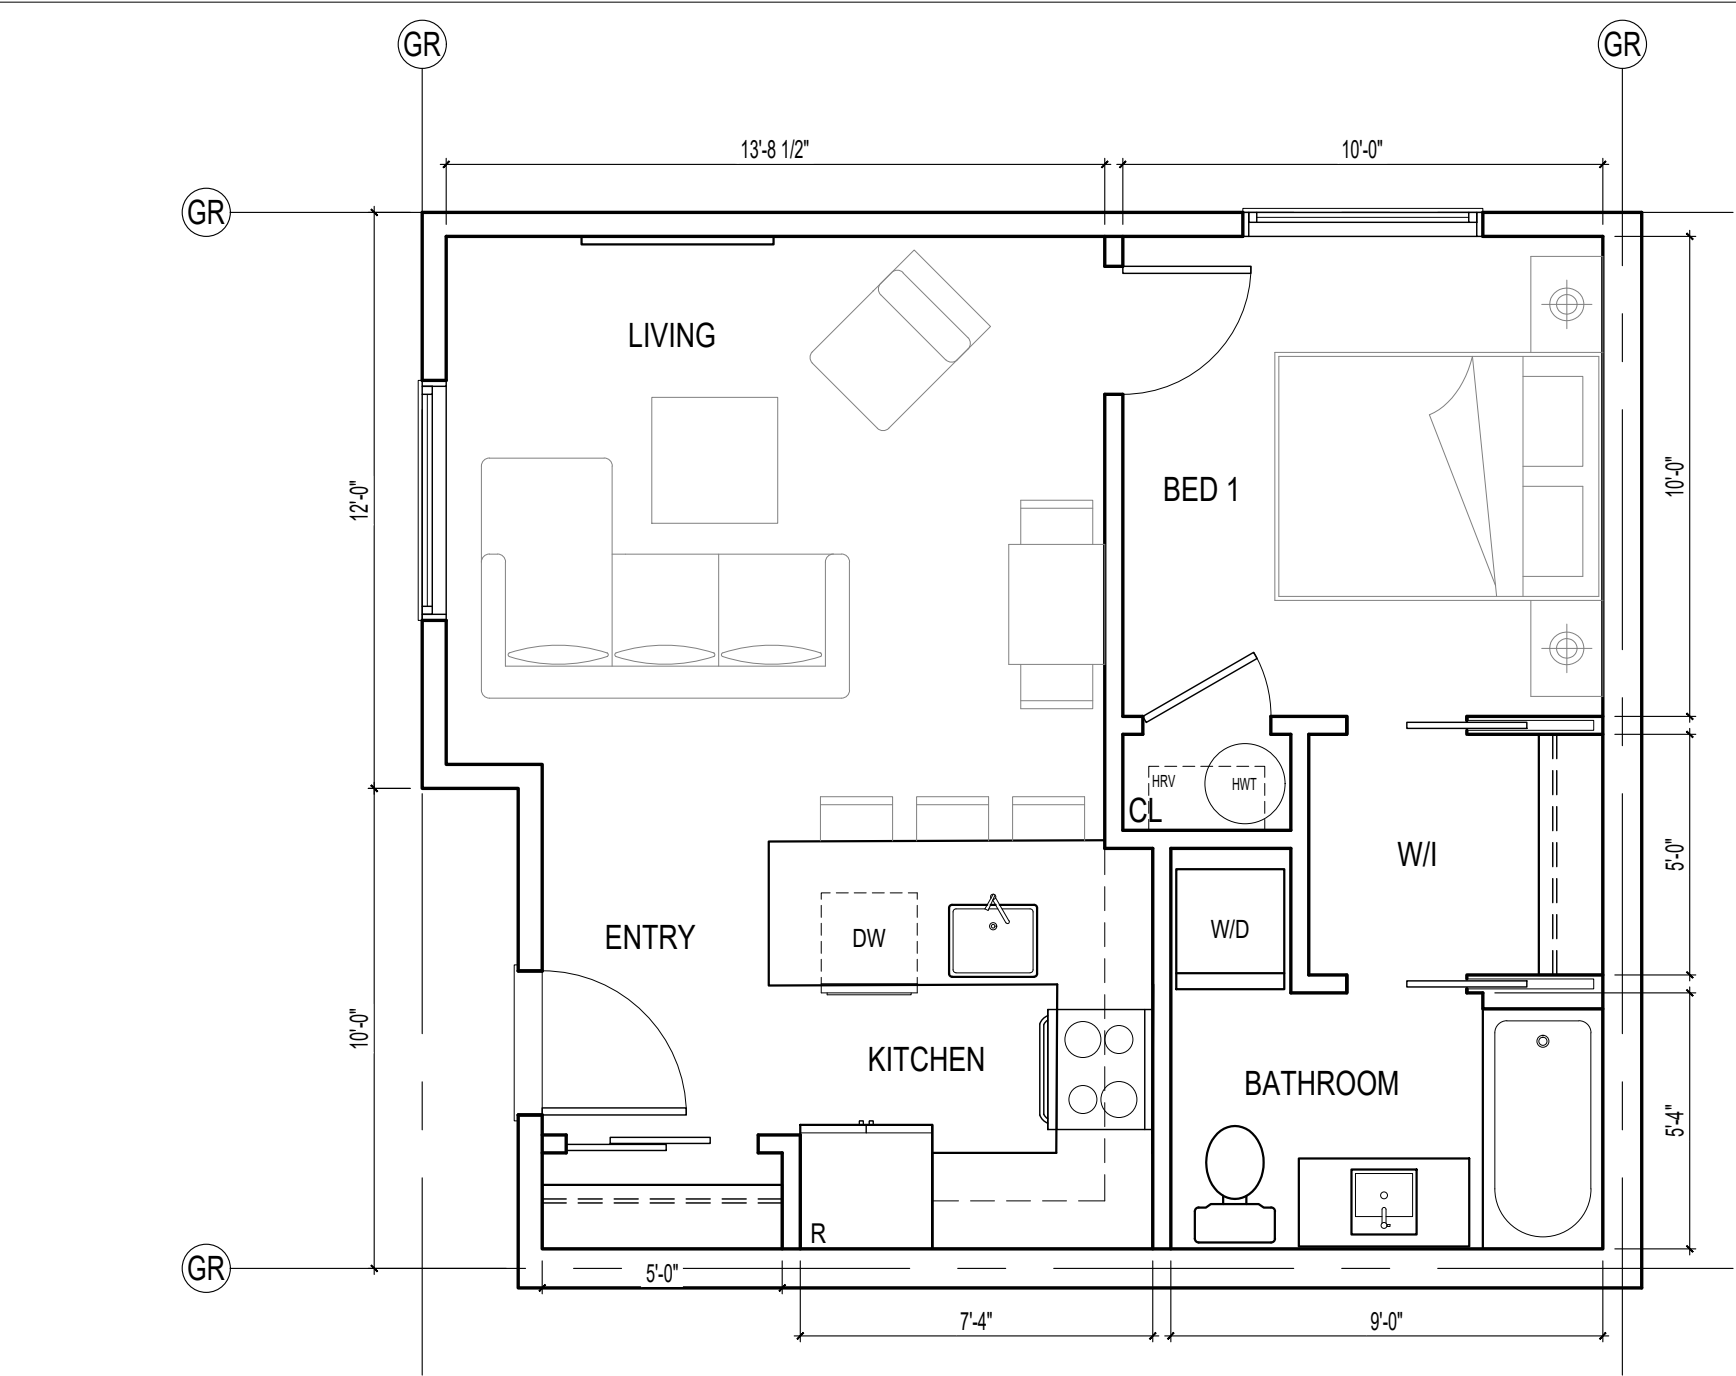 GR
GR
13'-8 1/2"
10'-0"
GR
LIVING
12'-0"
BED 1
10'-0"
HRV
HWT
CL
W/I
5'-0"
ENTRY
DW
W/D
10'-0"
KITCHEN
BATHROOM
5'-4"
R
GR
5'-0"
7'-4"
9'-0"